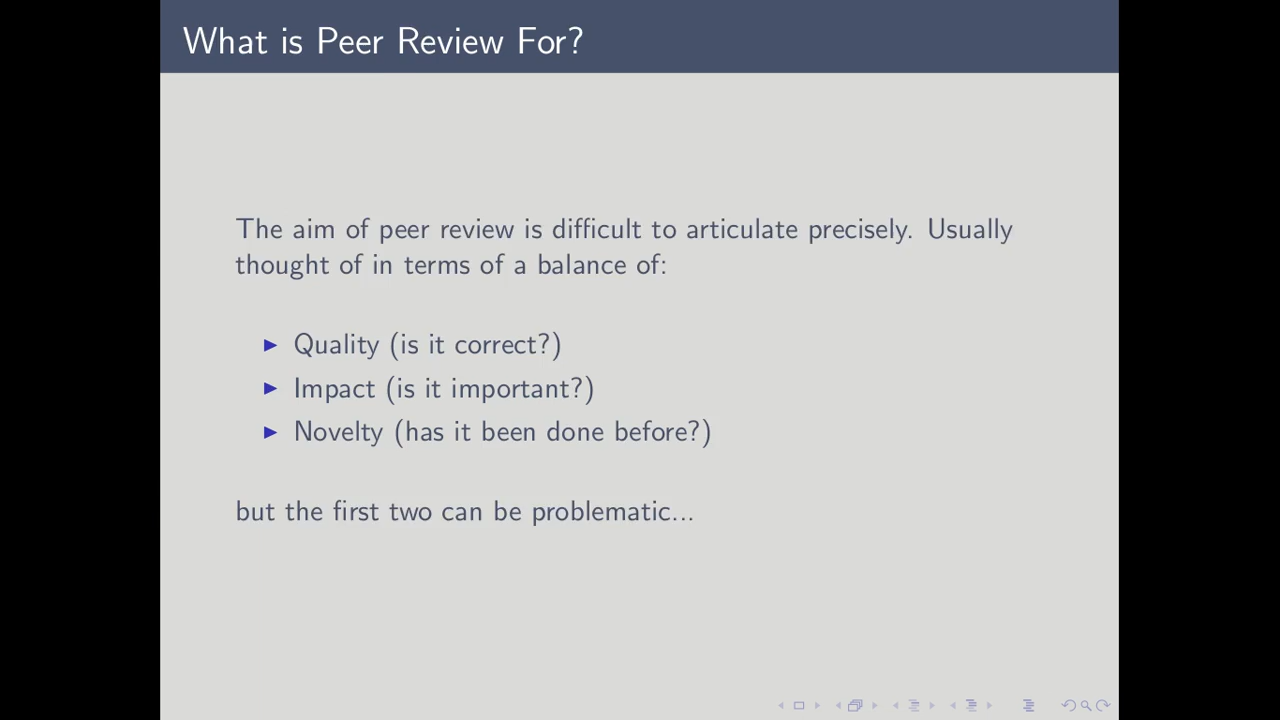 What is Peer Review For?
The aim of peer review is difficult to articulate precisely. Usually
thought of in terms of a balance of:
Quality (is it correct?)
Impact (is it important?)
Novelty (has it been done before?)
but the first two can be problematic...